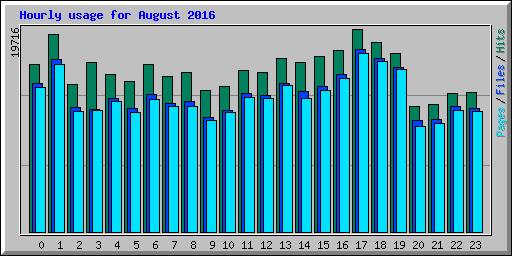 Hourly usage for August 2016
19716
Pages/Files/Hits
0 1 2 3 4 5 6 7 8 9 10 11 12 13 14 15 16 17 18 19 20 21 22 23